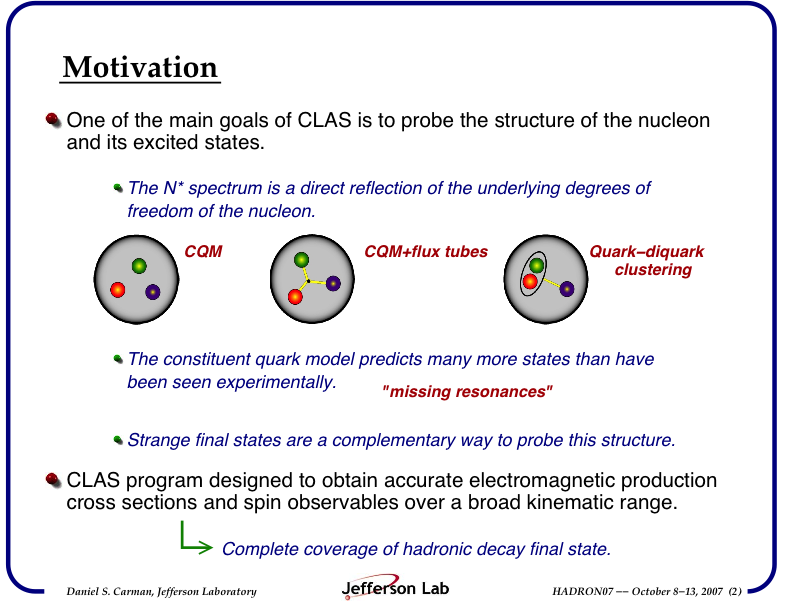 Motivation
One of the main goals of CLAS is to probe the structure of the nucleon
and its excited states.
The N* spectrum is a direct reflection of the underlying degrees of
freedom of the nucleon.
CQM
CQM+flux tubes
Quark−diquark
clustering
The constituent quark model predicts many more states than have
been seen experimentally.
"missing resonances"
Strange final states are a complementary way to probe this structure.
CLAS program designed to obtain accurate electromagnetic production
cross sections and spin observables over a broad kinematic range.
Complete coverage of hadronic decay final state.
Daniel S. Carman, Jefferson Laboratory
Jefferson Lab
HADRON07 −− October 8−13, 2007 (2)